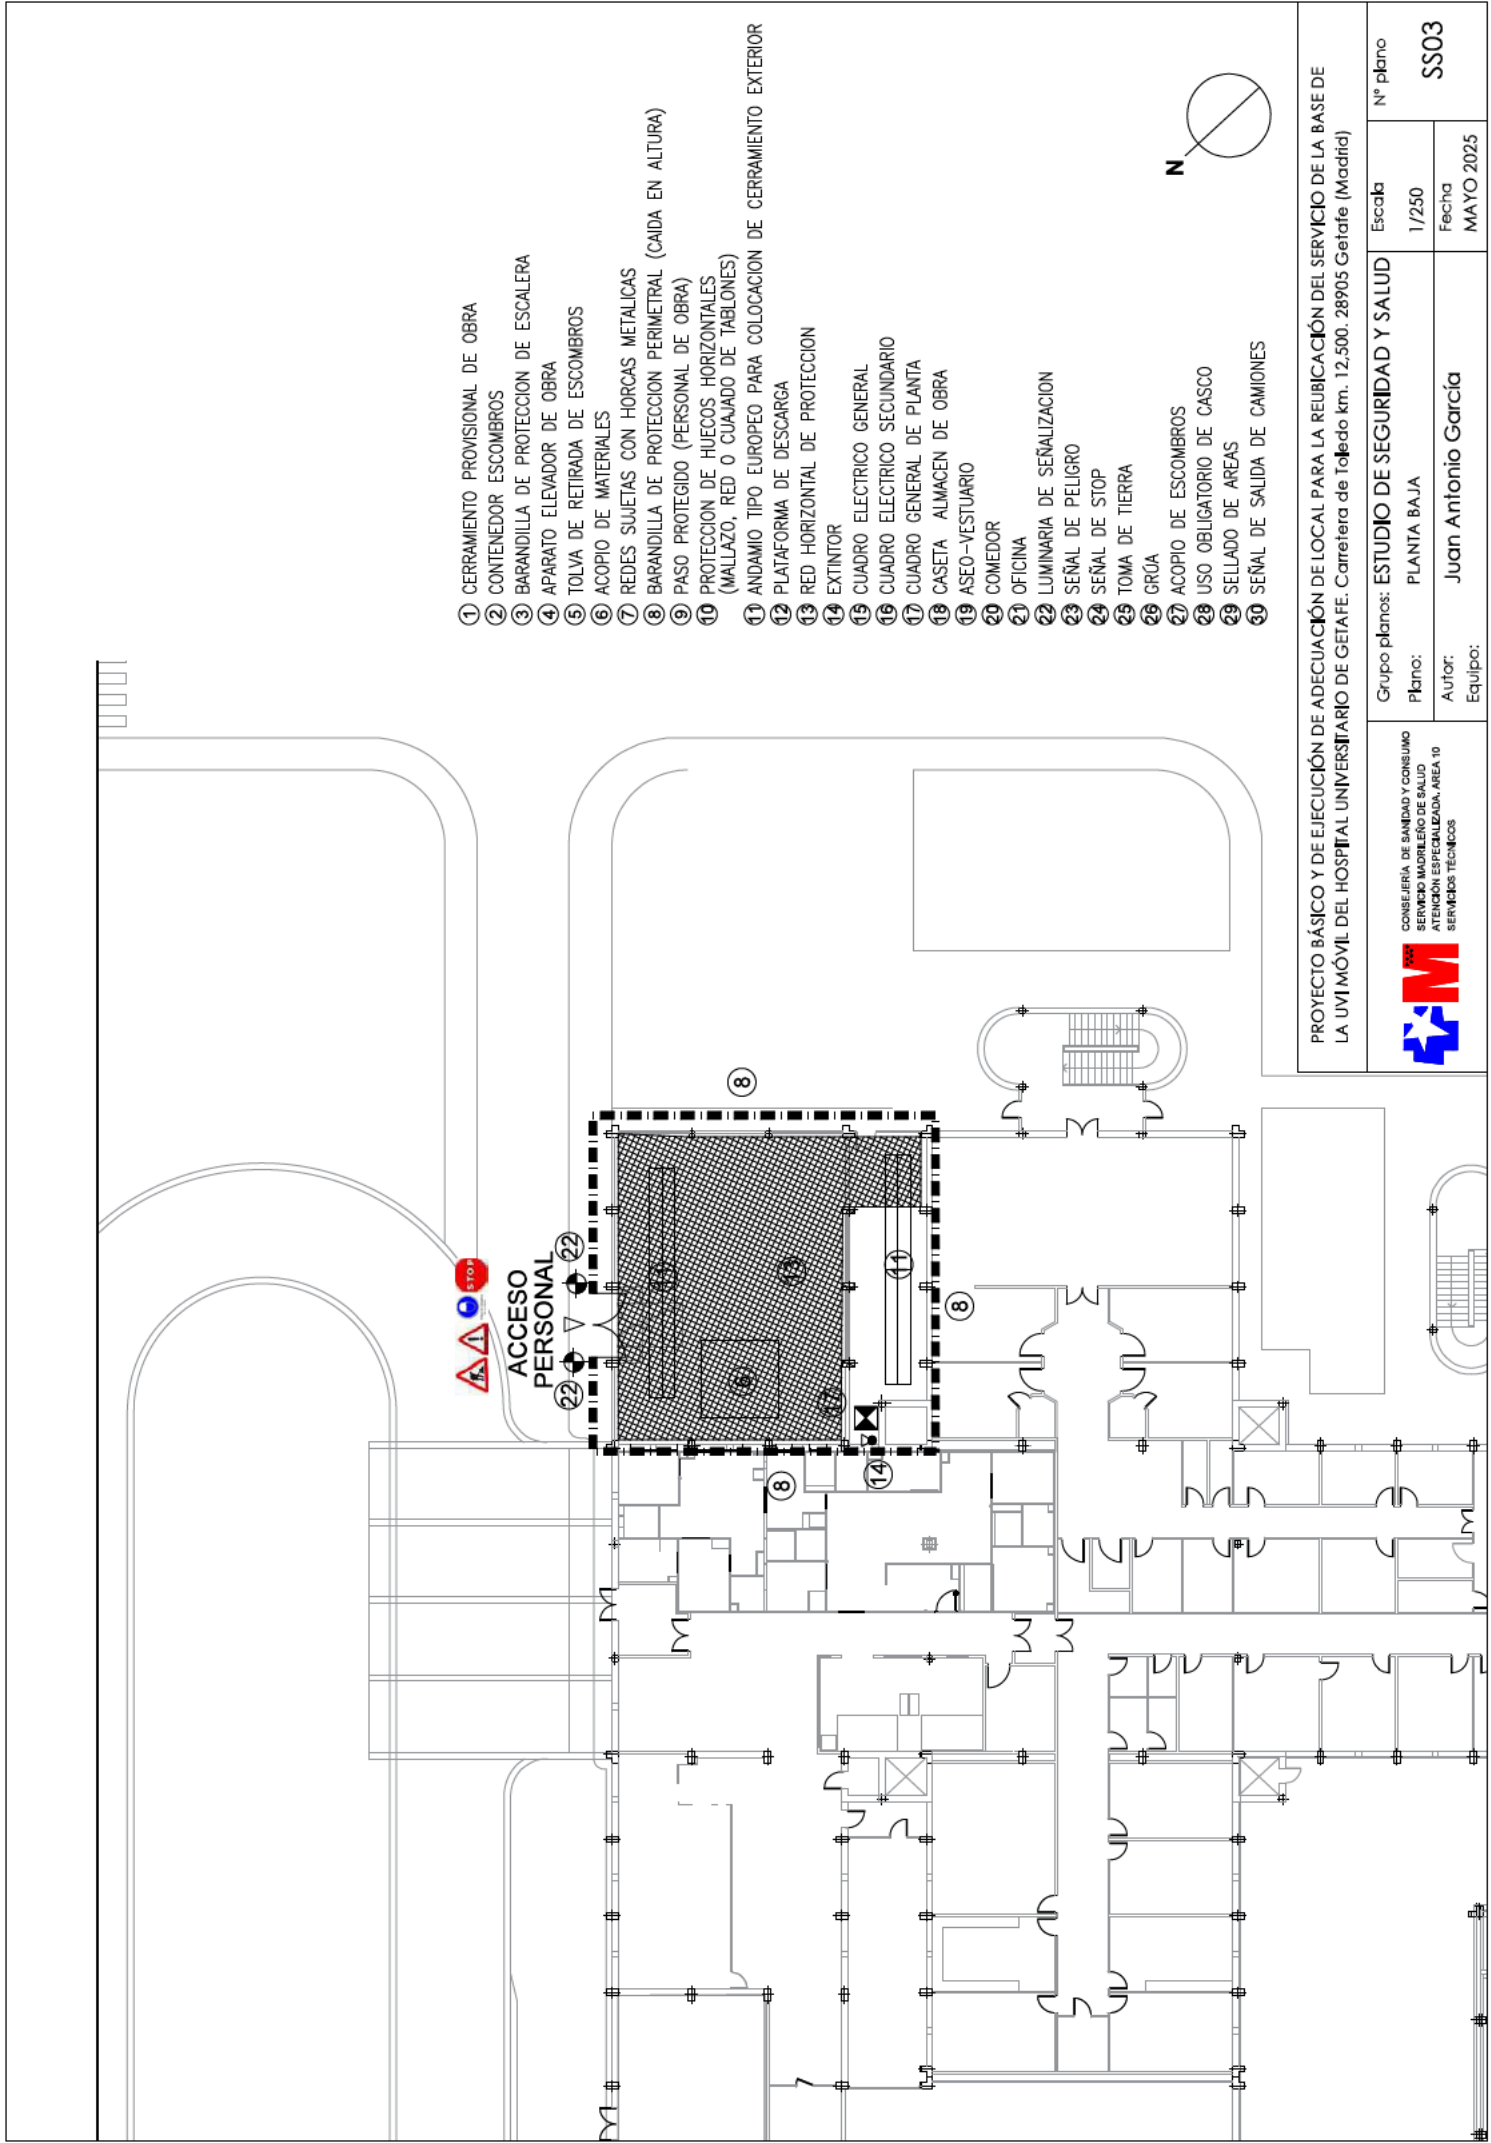 ACCESO
PERSONAL
STOP
22
22
8
8
8
11
11
13
6
17
14
① CERRAMIENTO PROVISIONAL DE OBRA
② CONTENEDOR ESCOMBROS
③ BARANDILLA DE PROTECCION DE ESCALERA
④ APARATO ELEVADOR DE OBRA
⑤ TOLVA DE RETIRADA DE ESCOMBROS
⑥ ACOPIO DE MATERIALES
⑦ REDES SUJETAS CON HORCAS METALICAS
⑧ BARANDILLA DE PROTECCION PERIMETRAL (CAIDA EN ALTURA)
⑨ PASO PROTEGIDO (PERSONAL DE OBRA)
⑩ PROTECCION DE HUECOS HORIZONTALES
(MALLAZO, RED O CUAJADO DE TABLONES)
⑪ ANDAMIO TIPO EUROPEO PARA COLOCACION DE CERRAMIENTO EXTERIOR
⑫ PLATAFORMA DE DESCARGA
⑬ RED HORIZONTAL DE PROTECCION
⑭ EXTINTOR
⑮ CUADRO ELECTRICO GENERAL
⑯ CUADRO ELECTRICO SECUNDARIO
⑰ CUADRO GENERAL DE PLANTA
⑱ CASETA ALMACEN DE OBRA
⑲ ASEO-VESTUARIO
⑳ COMEDOR
㉑ OFICINA
㉒ LUMINARIA DE SEÑALIZACION
㉓ SEÑAL DE PELIGRO
㉔ SEÑAL DE STOP
㉕ TOMA DE TIERRA
㉖ GRÚA
㉗ ACOPIO DE ESCOMBROS
㉘ USO OBLIGATORIO DE CASCO
㉙ SELLADO DE AREAS
㉚ SEÑAL DE SALIDA DE CAMIONES
N
PROYECTO BÁSICO Y DE EJECUCIÓN DE ADECUACIÓN DE LOCAL PARA LA REUBICACIÓN DEL SERVICIO DE LA BASE DE
LA UVI MÓVIL DEL HOSPITAL UNIVERSITARIO DE GETAFE. Carretera de Toledo km. 12,500. 28905 Getafe (Madrid)
CONSEJERÍA DE SANIDAD Y CONSUMO
SERVICIO MADRILEÑO DE SALUD
ATENCIÓN ESPECIALIZADA. AREA 10
SERVICIOS TÉCNICOS
Grupo planos: ESTUDIO DE SEGURIDAD Y SALUD
Plano: PLANTA BAJA
Autor: Juan Antonio García
Equipo:
Escala
1/250
Fecha
MAYO 2025
Nº plano
SS03